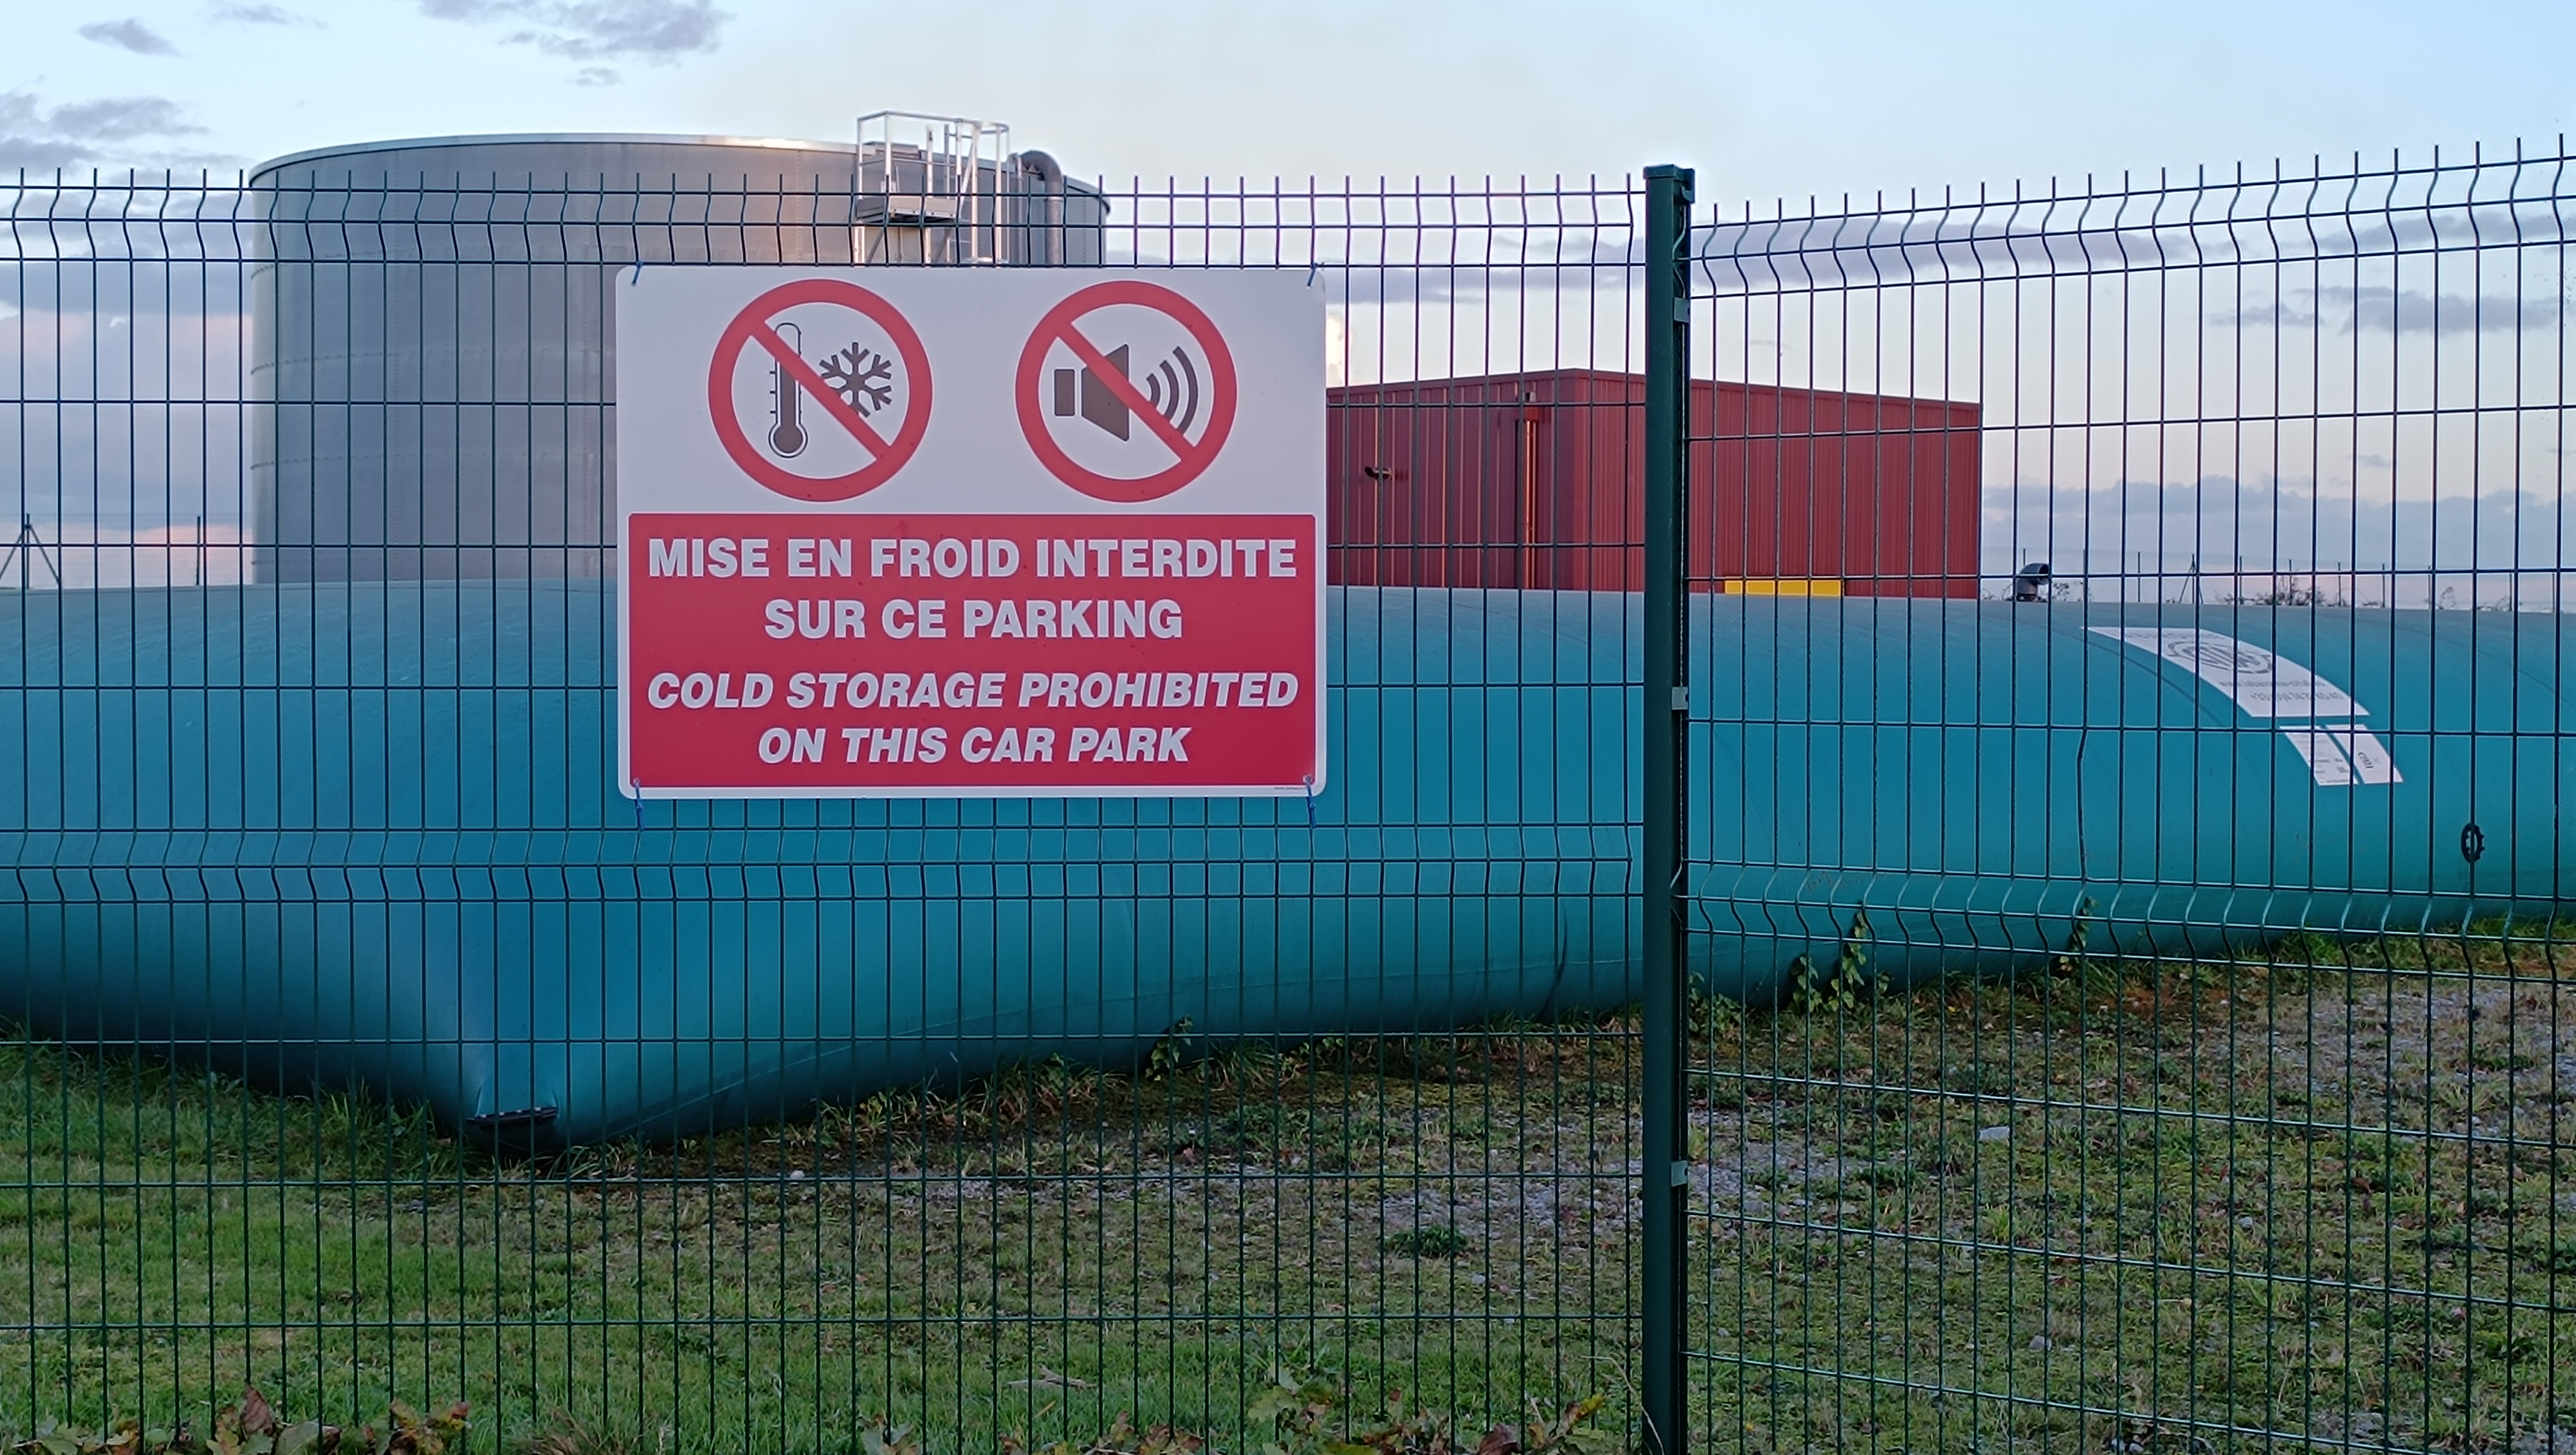 MISE EN FROID INTERDITE
SUR CE PARKING
COLD STORAGE PROHIBITED
ON THIS CAR PARK